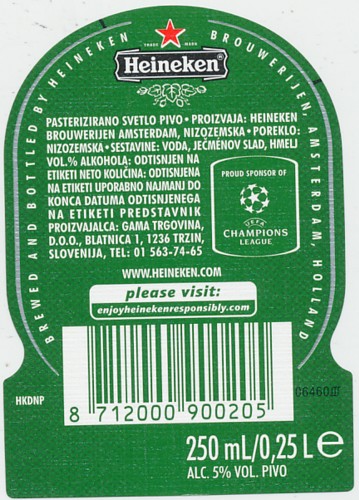 BREWED AND BOTTLED BY HEINEKEN BROUWERIJEN, AMSTERDAM, HOLLAND
TRADE MARK
Heineken®
PASTERIZIRANO SVETLO PIVO • PROIZVAJA: HEINEKEN
BROUWERIJEN AMSTERDAM, NIZOZEMSKA • POREKLO:
NIZOZEMSKA • SESTAVINE: VODA, JEČMÉNOV SLAD, HMELJ
VOL.% ALKOHOLA: ODTISNJEN NA
ETIKETI NETO KOLIČINA: ODTISNJENA
NA ETIKETI UPORABNO NAJMANJ DO
KONCA DATUMA ODTISNJENEGA
NA ETIKETI PREDSTAVNIK
PROIZVAJALCA: GAMA TRGOVINA,
D.O.O., BLATNICA 1, 1236 TRZIN,
SLOVENIJA, TEL: 01 563-74-65
PROUD SPONSOR OF
UEFA
CHAMPIONS
LEAGUE
WWW.HEINEKEN.COM
please visit:
enjoyheinekenresponsibly.com
HKDNP
8 712000 900205
250 mL/0,25 L e
ALC. 5% VOL. PIVO